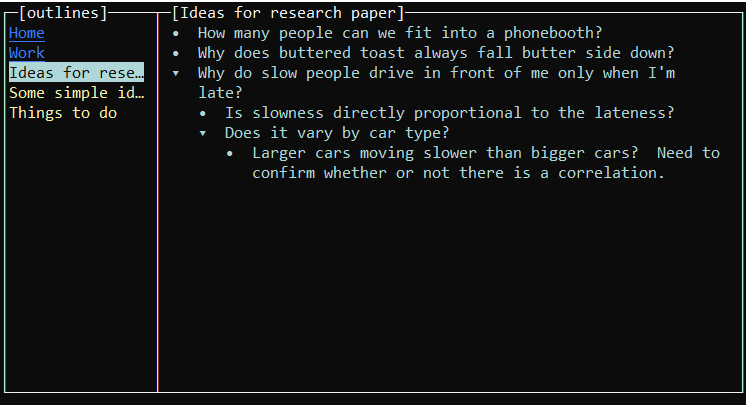 [outlines]
Home
Work
Ideas for rese…
Some simple id…
Things to do
[Ideas for research paper]
• How many people can we fit into a phonebooth?
• Why does buttered toast always fall butter side down?
▾ Why do slow people drive in front of me only when I'm
late?
• Is slowness directly proportional to the lateness?
▾ Does it vary by car type?
• Larger cars moving slower than bigger cars?  Need to
confirm whether or not there is a correlation.